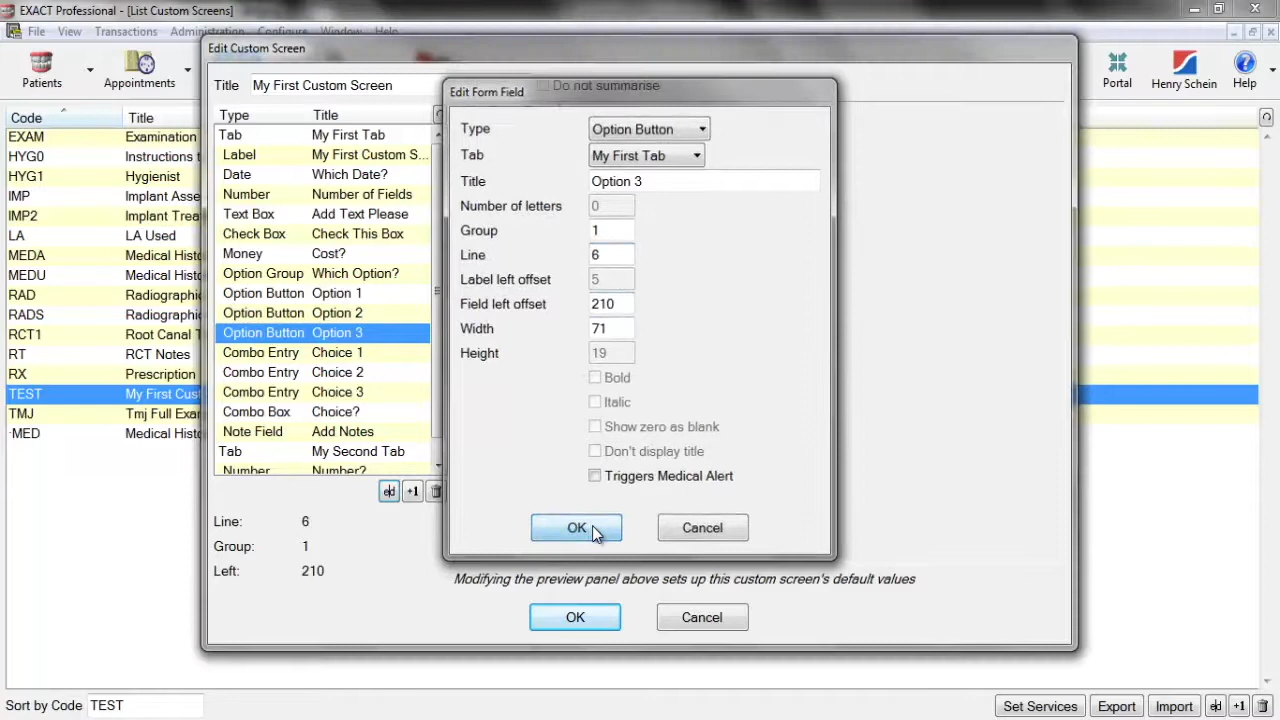 EXACT Professional - [List Custom Screens]
File View Transactions Administration Configure Window Help
Patients
Appointments
Portal
Henry Schein
Help
Code Title
EXAM Examination
HYG0 Instructions t
HYG1 Hygienist
IMP Implant Asse
IMP2 Implant Trea
LA LA Used
MEDA Medical Histo
MEDU Medical Histo
RAD Radiographic
RADS Radiographic
RCT1 Root Canal T
RT RCT Notes
RX Prescription
TEST My First Cust
TMJ Tmj Full Exa
MED Medical Histo
Edit Custom Screen
Title My First Custom Screen
Do not summarise
Type Title
Tab My First Tab
Label My First Custom S...
Date Which Date?
Number Number of Fields
Text Box Add Text Please
Check Box Check This Box
Money Cost?
Option Group Which Option?
Option Button Option 1
Option Button Option 2
Option Button Option 3
Combo Entry Choice 1
Combo Entry Choice 2
Combo Entry Choice 3
Combo Box Choice?
Note Field Add Notes
Tab My Second Tab
Number Number?
+1
Line: 6
Group: 1
Left: 210
Edit Form Field
Type Option Button
Tab My First Tab
Title Option 3
Number of letters 0
Group 1
Line 6
Label left offset 5
Field left offset 210
Width 71
Height 19
Bold
Italic
Show zero as blank
Don't display title
Triggers Medical Alert
OK Cancel
Modifying the preview panel above sets up this custom screen's default values
OK Cancel
Sort by Code TEST
Set Services Export Import +1